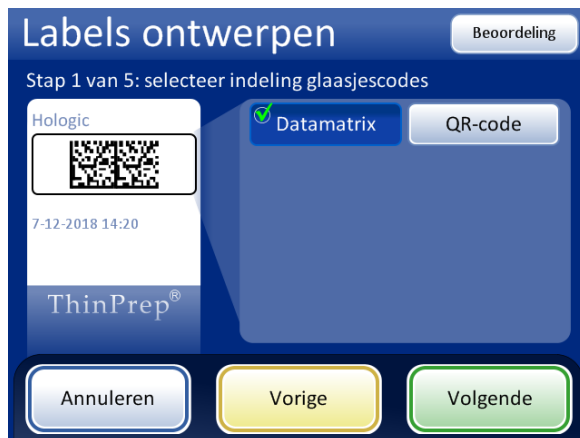 Labels ontwerpen
Beoordeling
Stap 1 van 5: selecteer indeling glaasjescodes
Hologic
7-12-2018 14:20
ThinPrep®
Datamatrix
QR-code
Annuleren
Vorige
Volgende